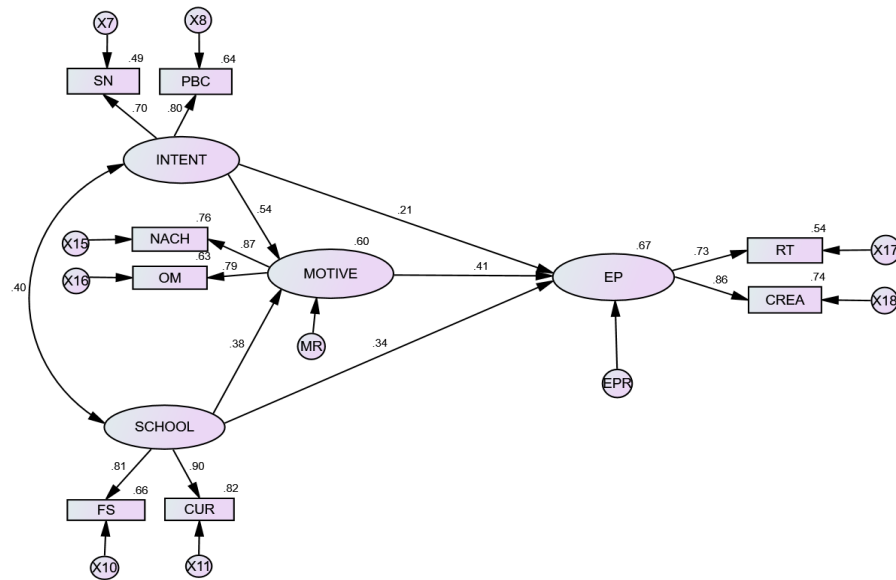 X7
X8
.49
.64
SN
PBC
.70
.80
INTENT
.54
.21
.76
X15
NACH
.87
.60
.63
.79
X16
OM
MOTIVE
.41
.67
EP
.73
.54
RT
X17
.86
.74
CREA
X18
.40
MR
.38
.34
EPR
SCHOOL
.81
.90
.66
.82
FS
CUR
X10
X11